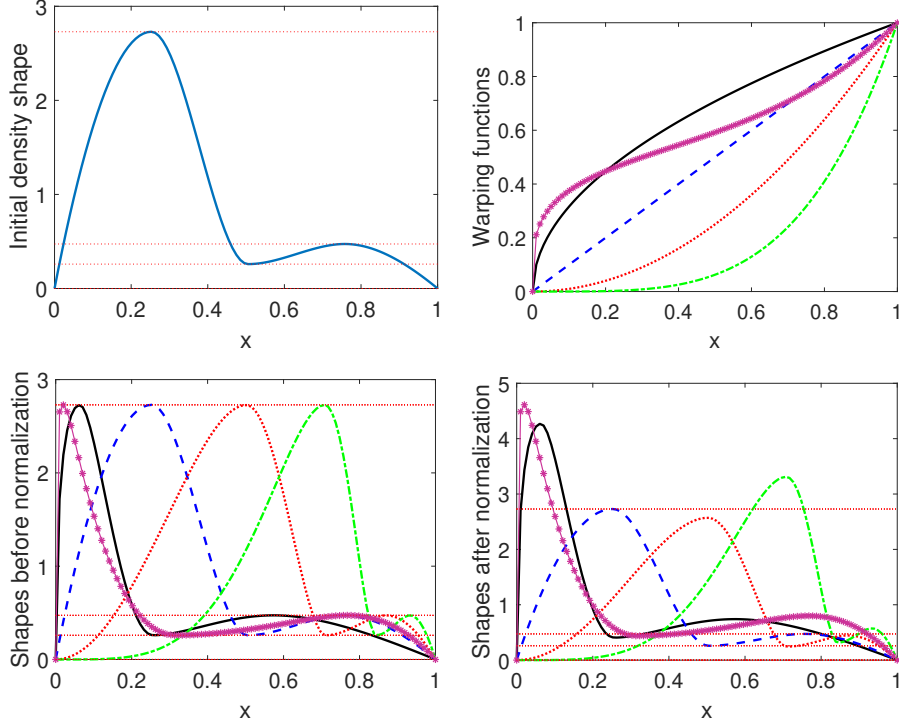 3
2
1
0
0 0.2 0.4 0.6 0.8 1
x
Initial density shape
1
0.8
0.6
0.4
0.2
0
0 0.2 0.4 0.6 0.8 1
x
Warping functions
3
2
1
0
0 0.2 0.4 0.6 0.8 1
x
Shapes before normalization
5
4
3
2
1
0
0 0.2 0.4 0.6 0.8 1
x
Shapes after normalization